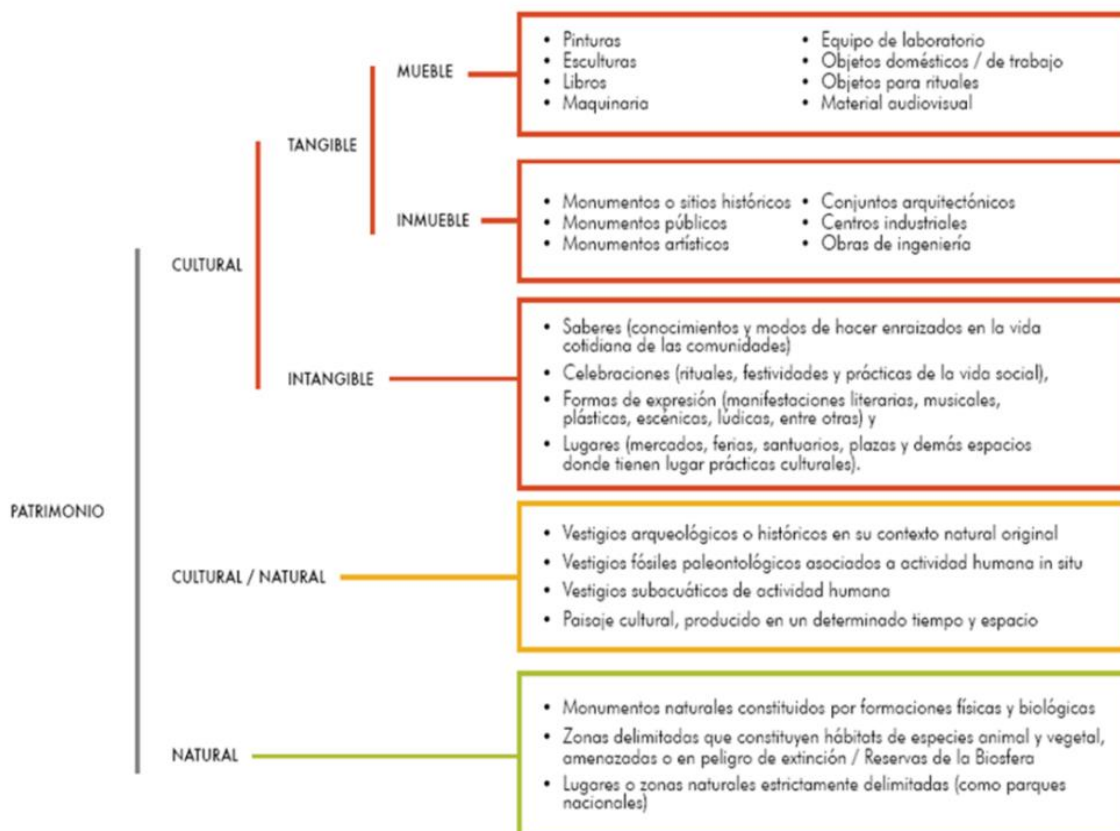 PATRIMONIO
CULTURAL
TANGIBLE
MUEBLE
• Pinturas
• Esculturas
• Libros
• Maquinaria
• Equipo de laboratorio
• Objetos domésticos / de trabajo
• Objetos para rituales
• Material audiovisual
INMUEBLE
• Monumentos o sitios históricos
• Monumentos públicos
• Monumentos artísticos
• Conjuntos arquitectónicos
• Centros industriales
• Obras de ingeniería
INTANGIBLE
• Saberes (conocimientos y modos de hacer enraizados en la vida
cotidiana de las comunidades)
• Celebraciones (rituales, festividades y prácticas de la vida social),
• Formas de expresión (manifestaciones literarias, musicales,
plásticas, escénicas, lúdicas, entre otras) y
• Lugares (mercados, ferias, santuarios, plazas y demás espacios
donde tienen lugar prácticas culturales).
CULTURAL / NATURAL
• Vestigios arqueológicos o históricos en su contexto natural original
• Vestigios fósiles paleontológicos asociados a actividad humana in situ
• Vestigios subacuáticos de actividad humana
• Paisaje cultural, producido en un determinado tiempo y espacio
NATURAL
• Monumentos naturales constituidos por formaciones físicas y biológicas
• Zonas delimitadas que constituyen hábitats de especies animal y vegetal,
amenazadas o en peligro de extinción / Reservas de la Biosfera
• Lugares o zonas naturales estrictamente delimitadas (como parques
nacionales)